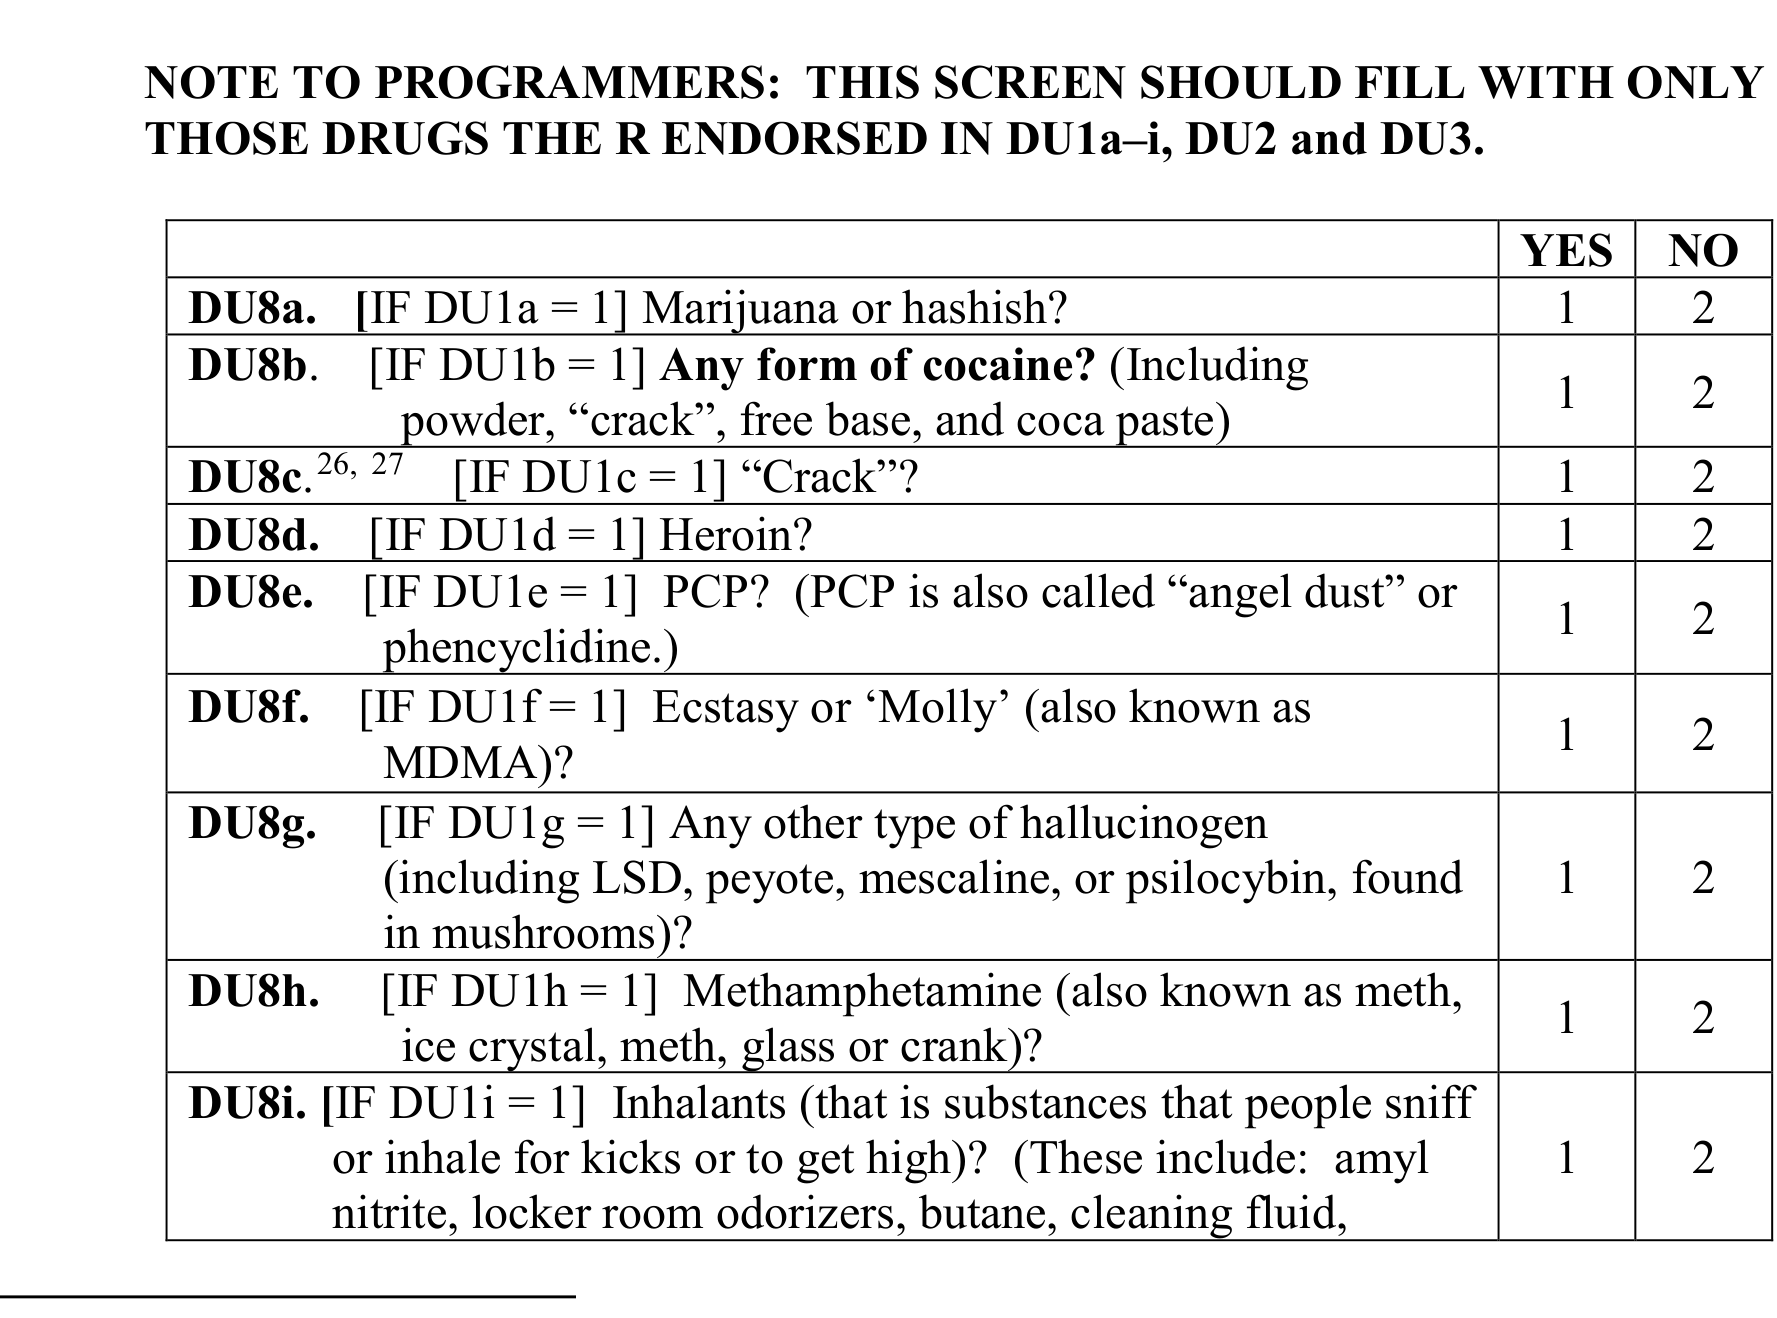 NOTE TO PROGRAMMERS:  THIS SCREEN SHOULD FILL WITH ONLY
THOSE DRUGS THE R ENDORSED IN DU1a–i, DU2 and DU3.
YES NO
DU8a. [IF DU1a = 1] Marijuana or hashish? 1 2
DU8b. [IF DU1b = 1] Any form of cocaine? (Including
powder, “crack”, free base, and coca paste) 1 2
DU8c.26, 27 [IF DU1c = 1] “Crack”? 1 2
DU8d. [IF DU1d = 1] Heroin? 1 2
DU8e. [IF DU1e = 1] PCP? (PCP is also called “angel dust” or
phencyclidine.) 1 2
DU8f. [IF DU1f = 1] Ecstasy or ‘Molly’ (also known as
MDMA)? 1 2
DU8g. [IF DU1g = 1] Any other type of hallucinogen
(including LSD, peyote, mescaline, or psilocybin, found 1 2
in mushrooms)?
DU8h. [IF DU1h = 1] Methamphetamine (also known as meth,
ice crystal, meth, glass or crank)? 1 2
DU8i. [IF DU1i = 1] Inhalants (that is substances that people sniff
or inhale for kicks or to get high)? (These include: amyl 1 2
nitrite, locker room odorizers, butane, cleaning fluid,